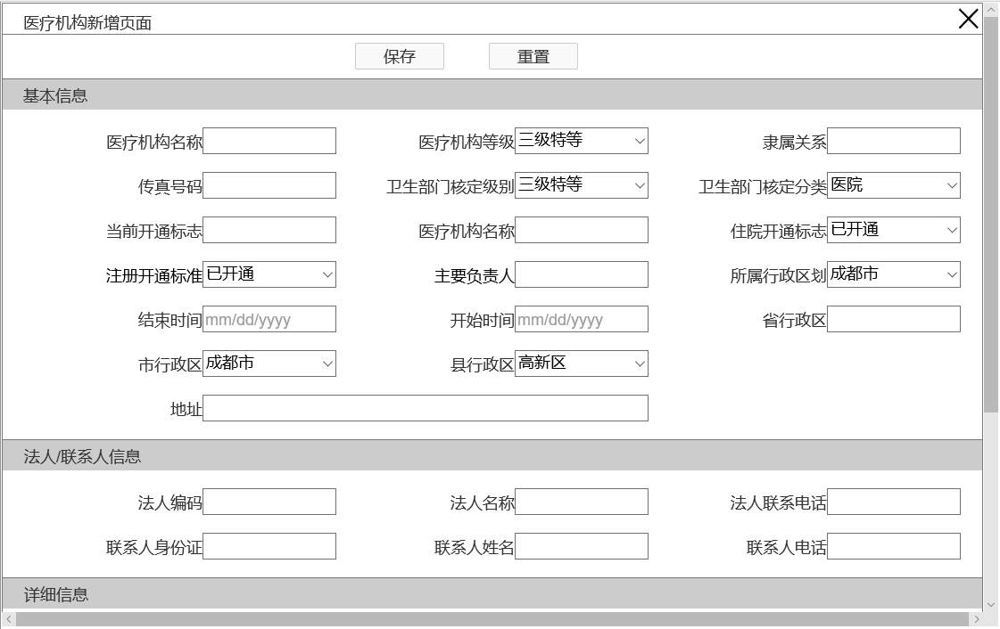 医疗机构新增页面
保存 重置
基本信息
医疗机构名称 医疗机构等级 三级特等 隶属关系
传真号码 卫生部门核定级别 三级特等 卫生部门核定分类 医院
当前开通标志 医疗机构名称 住院开通标志 已开通
注册开通标准 已开通 主要负责人 所属行政区划 成都市
结束时间 mm/dd/yyyy 开始时间 mm/dd/yyyy 省行政区
市行政区 成都市 县行政区 高新区
地址
法人/联系人信息
法人编码 法人名称 法人联系电话
联系人身份证 联系人姓名 联系人电话
详细信息